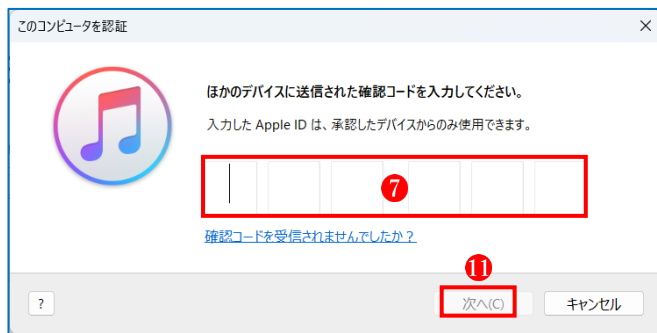 このコンピュータを認証
ほかのデバイスに送信された確認コードを入力してください。
入力した Apple ID は、承認したデバイスからのみ使用できます。
7
確認コードを受信されませんでしたか？
11
?
次へ(C)
キャンセル